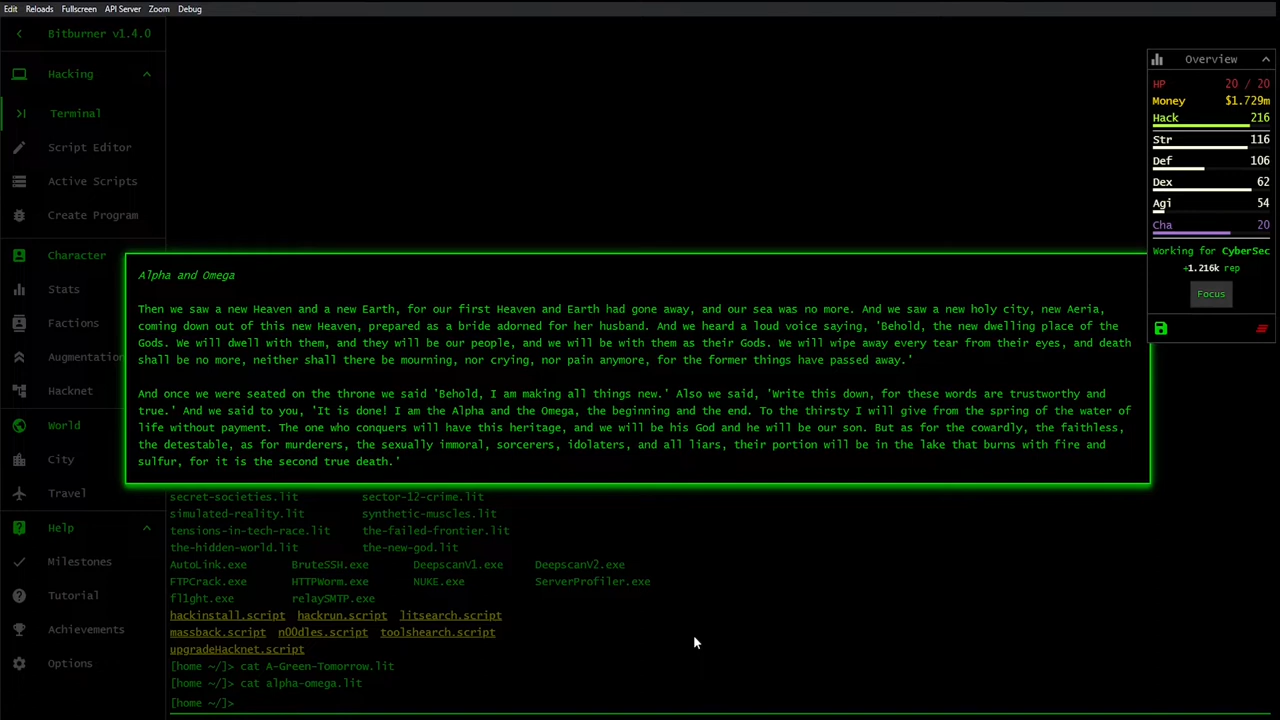 Edit Reloads Fullscreen API Server Zoom Debug
Bitburner v1.4.0
Hacking
Terminal
Script Editor
Active Scripts
Create Program
Character
Stats
Factions
Augmentation
Hacknet
World
City
Travel
Help
Milestones
Tutorial
Achievements
Options
Alpha and Omega
Then we saw a new Heaven and a new Earth, for our first Heaven and Earth had gone away, and our sea was no more. And we saw a new holy city, new Aeria,
coming down out of this new Heaven, prepared as a bride adorned for her husband. And we heard a loud voice saying, 'Behold, the new dwelling place of the
Gods. We will dwell with them, and they will be our people, and we will be with them as their Gods. We will wipe away every tear from their eyes, and death
shall be no more, neither shall there be mourning, nor crying, nor pain anymore, for the former things have passed away.'
And once we were seated on the throne we said 'Behold, I am making all things new.' Also we said, 'Write this down, for these words are trustworthy and
true.' And we said to you, 'It is done! I am the Alpha and the Omega, the beginning and the end. To the thirsty I will give from the spring of the water of
life without payment. The one who conquers will have this heritage, and we will be his God and he will be our son. But as for the cowardly, the faithless,
the detestable, as for murderers, the sexually immoral, sorcerers, idolaters, and all liars, their portion will be in the lake that burns with fire and
sulfur, for it is the second true death.'
secret-societies.lit sector-12-crime.lit
simulated-reality.lit synthetic-muscles.lit
tensions-in-tech-race.lit the-failed-frontier.lit
the-hidden-world.lit the-new-god.lit
AutoLink.exe BruteSSH.exe DeepscanV1.exe DeepscanV2.exe
FTPCrack.exe HTTPWorm.exe NUKE.exe ServerProfiler.exe
fl1ght.exe relaySMTP.exe
hackinstall.script hackrun.script litsearch.script
massback.script n00dles.script toolshearch.script
upgradeHacknet.script
[home ~/]> cat A-Green-Tomorrow.lit
[home ~/]> cat alpha-omega.lit
[home ~/]>
Overview
HP 20 / 20
Money $1.729m
Hack 216
Str 116
Def 106
Dex 62
Agi 54
Cha 20
Working for CyberSec
+1.216k rep
Focus